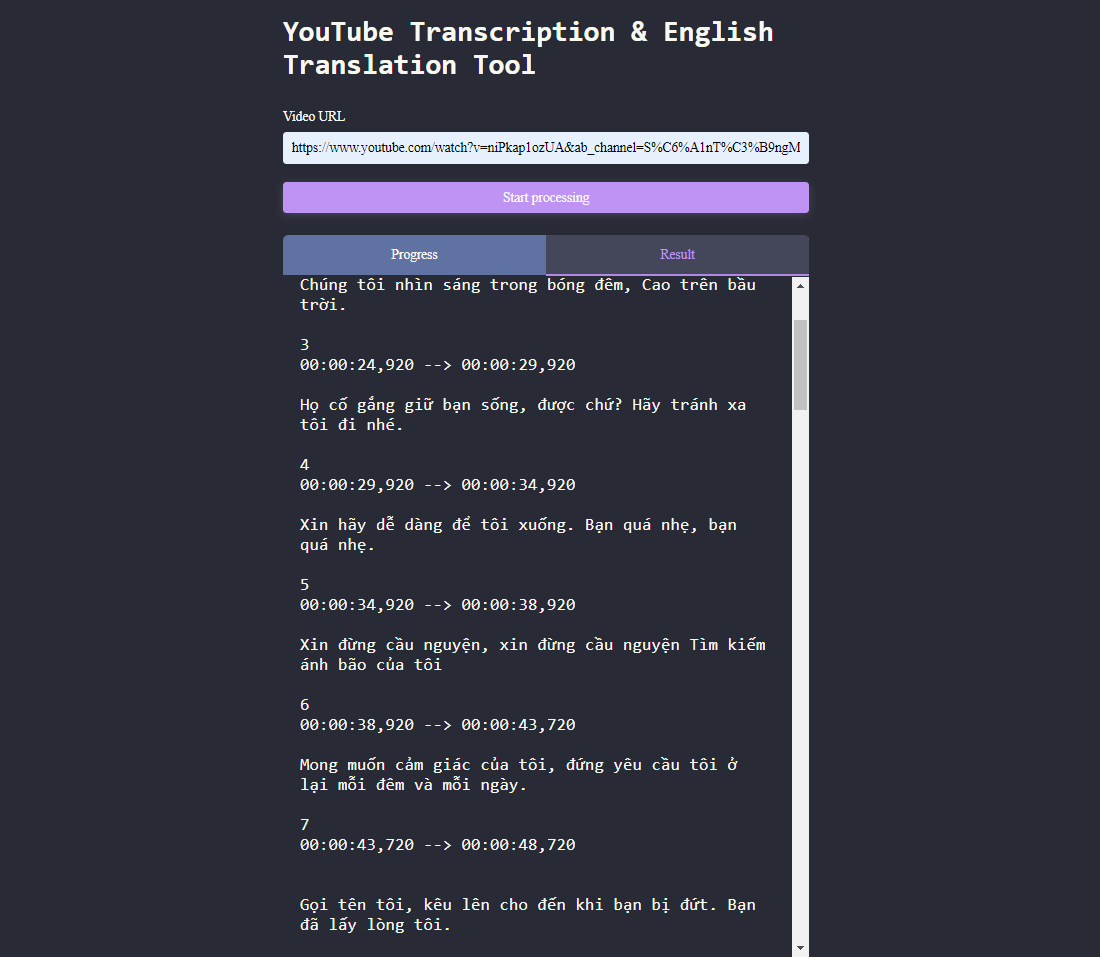 YouTube Transcription & English
Translation Tool
Video URL
https://www.youtube.com/watch?v=niPkap1ozUA&ab_channel=S%C6%A1nT%C3%B9ngM
Start processing
Progress
Result
Chúng tôi nhìn sáng trong bóng đêm, Cao trên bầu
trời.
3
00:00:24,920 --> 00:00:29,920
Họ cố gắng giữ bạn sống, được chứ? Hãy tránh xa
tôi đi nhé.
4
00:00:29,920 --> 00:00:34,920
Xin hãy dễ dàng để tôi xuống. Bạn quá nhẹ, bạn
quá nhẹ.
5
00:00:34,920 --> 00:00:38,920
Xin đừng cầu nguyện, xin đừng cầu nguyện Tìm kiếm
ánh bão của tôi
6
00:00:38,920 --> 00:00:43,720
Mong muốn cảm giác của tôi, đứng yêu cầu tôi ở
lại mỗi đêm và mỗi ngày.
7
00:00:43,720 --> 00:00:48,720
Gọi tên tôi, kêu lên cho đến khi bạn bị đứt. Bạn
đã lấy lòng tôi.